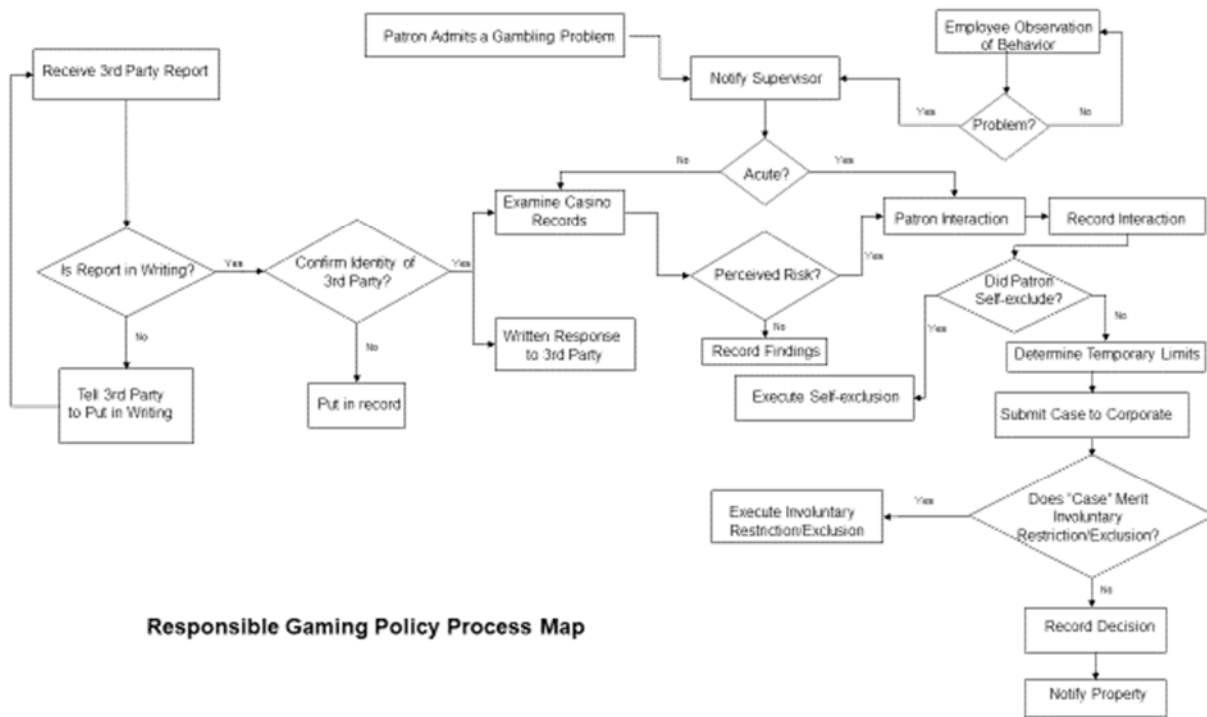 Patron Admits a Gambling Problem
Employee Observation
of Behavior
Receive 3rd Party Report
Notify Supervisor
Yes
Problem?
No
No
Acute?
Yes
Examine Casino
Records
Patron Interaction
Record Interaction
Is Report in Writing?
Yes
Confirm Identity of
3rd Party?
Yes
Perceived Risk?
Yes
Did Patron
Self-exclude?
No
No
Written Response
to 3rd Party
No
Record Findings
Yes
No
Determine Temporary Limits
Tell 3rd Party
to Put in Writing
Put in record
Execute Self-exclusion
Submit Case to Corporate
Execute Involuntary
Restriction/Exclusion
Yes
Does "Case" Merit
Involuntary
Restriction/Exclusion?
No
Responsible Gaming Policy Process Map
Record Decision
Notify Property